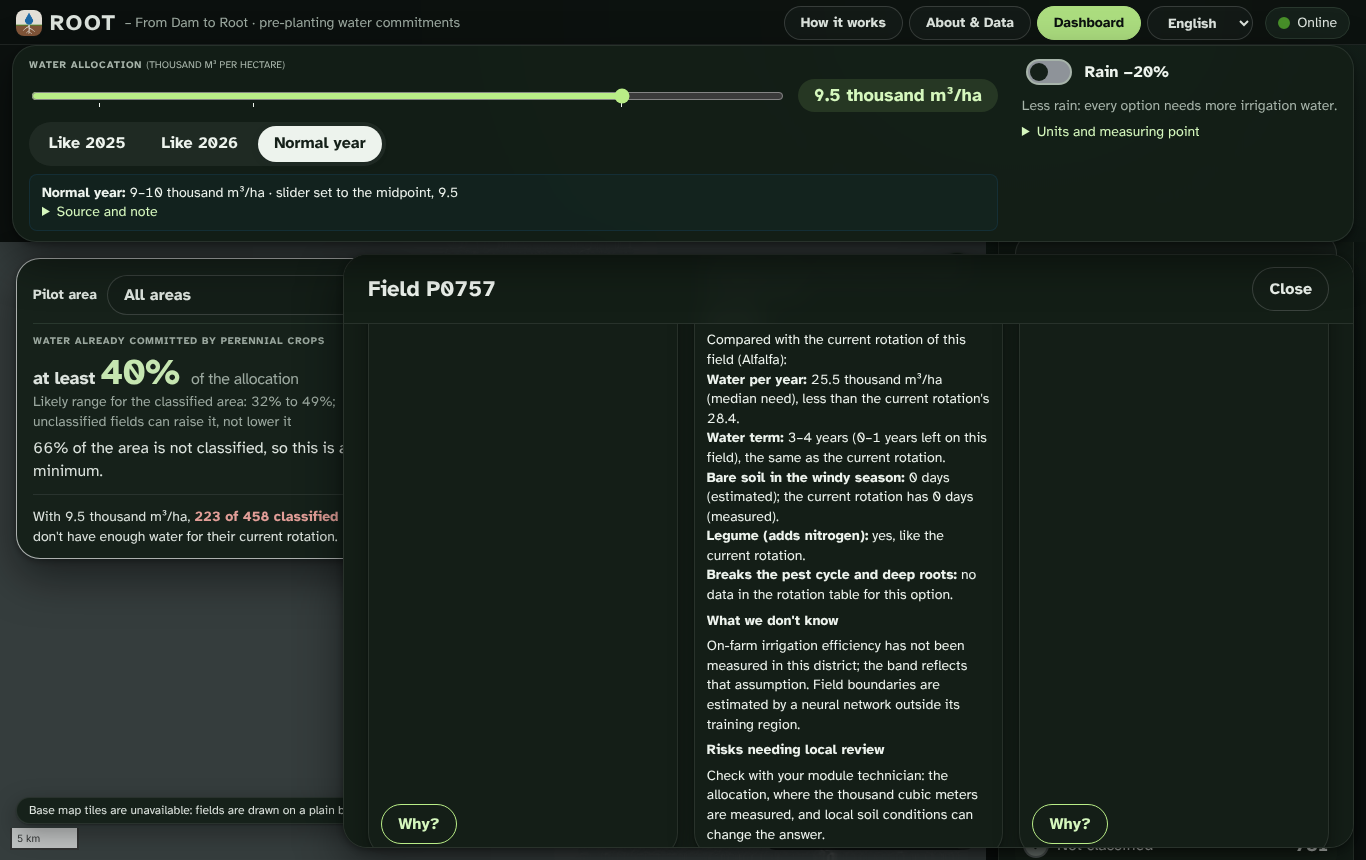 ROOT – From Dam to Root · pre-planting water commitments
How it works
About & Data
Dashboard
English
Online
WATER ALLOCATION (THOUSAND M³ PER HECTARE)
9.5 thousand m³/ha
Like 2025
Like 2026
Normal year
Normal year: 9–10 thousand m³/ha · slider set to the midpoint, 9.5
▶ Source and note
Rain −20%
Less rain: every option needs more irrigation water.
▶ Units and measuring point
Pilot area
All areas
WATER ALREADY COMMITTED BY PERENNIAL CROPS
at least 40% of the allocation
Likely range for the classified area: 32% to 49%;
unclassified fields can raise it, not lower it
66% of the area is not classified, so this is a
minimum.
With 9.5 thousand m³/ha, 223 of 458 classified
don't have enough water for their current rotation.
Base map tiles are unavailable: fields are drawn on a plain b
5 km
Field P0757
Close
Compared with the current rotation of this
field (Alfalfa):
Water per year: 25.5 thousand m³/ha
(median need), less than the current rotation's
28.4.
Water term: 3–4 years (0–1 years left on this
field), the same as the current rotation.
Bare soil in the windy season: 0 days
(estimated); the current rotation has 0 days
(measured).
Legume (adds nitrogen): yes, like the
current rotation.
Breaks the pest cycle and deep roots: no
data in the rotation table for this option.
What we don't know
On-farm irrigation efficiency has not been
measured in this district; the band reflects
that assumption. Field boundaries are
estimated by a neural network outside its
training region.
Risks needing local review
Check with your module technician: the
allocation, where the thousand cubic meters
are measured, and local soil conditions can
change the answer.
Why?
Why?
Not classified